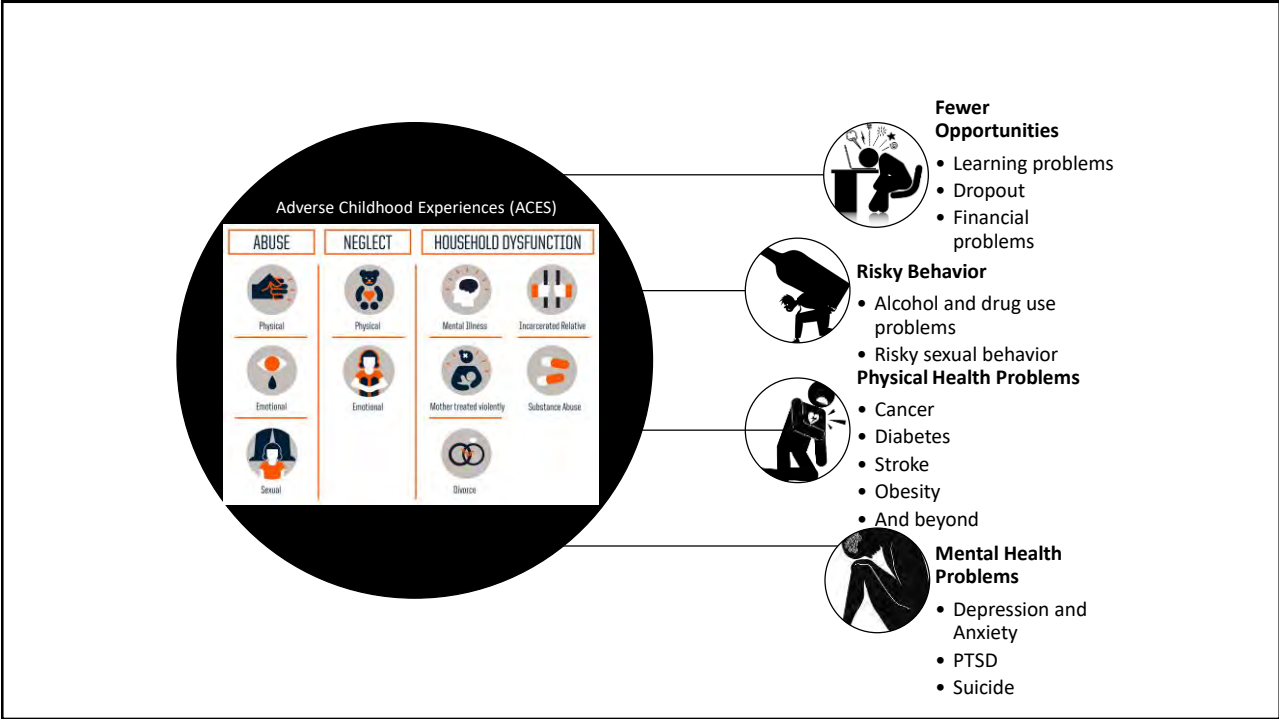 Adverse Childhood Experiences (ACES)
ABUSE
NEGLECT
HOUSEHOLD DYSFUNCTION
Physical
Physical
Mental Illness
Incarcerated Relative
Emotional
Emotional
Mother treated violently
Substance Abuse
Sexual
Divorce
Fewer
Opportunities
• Learning problems
• Dropout
• Financial
problems
Risky Behavior
• Alcohol and drug use
problems
• Risky sexual behavior
Physical Health Problems
• Cancer
• Diabetes
• Stroke
• Obesity
• And beyond
Mental Health
Problems
• Depression and
Anxiety
• PTSD
• Suicide